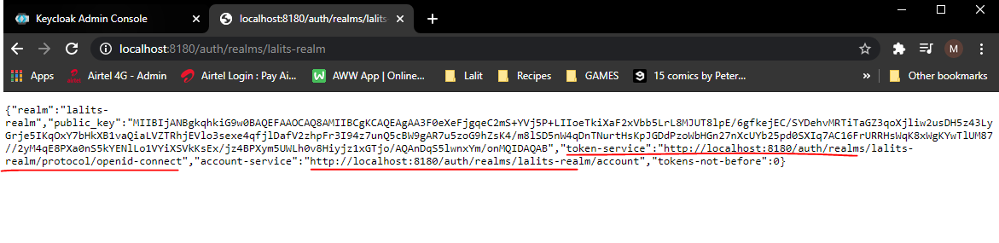 Keycloak Admin Console
localhost:8180/auth/realms/lalits-
localhost:8180/auth/realms/lalits-realm
M
Apps
Airtel 4G - Admin
Airtel Login : Pay Ai...
AWW App | Online...
Lalit
Recipes
GAMES
15 comics by Peter...
»
Other bookmarks
{"realm":"lalits-
realm","public_key":"MIIBIjANBgkqhkiG9w0BAQEFAAOCAQ8AMIIBCgKCAQEAgAA3F0eXeFjgqeC2mS+YVj5P+LIIoeTkiXaF2xVbb5LrL8MJUT8lpE/6gfkejEC/SYDehvMRTiTaGZ3qoXjliw2usDH5z43Ly
Grje5IKqOxY7bHkXB1vaQiaLVZTRhjEVlo3sexe4qfjlDafV2zhpFr3I94z7unQ5cBW9gAR7u5zoG9hZsK4/m8lSD5nW4qDnTNurtHsKpJGDdPzoWbHGn27nXcUYb25pd0SXIq7AC16FrURRHsWqK8xWgKYwTlUM87
//2yM4qE8PXa0nS5kYENlLo1VYiXSVkKsEx/jz4BPXym5UWLh0v8Hiyjz1xGTjo/AQAnDqS5lwnxYm/onMQIDAQAB","token-service":"http://localhost:8180/auth/realms/lalits-
realm/protocol/openid-connect","account-service":"http://localhost:8180/auth/realms/lalits-realm/account","tokens-not-before":0}